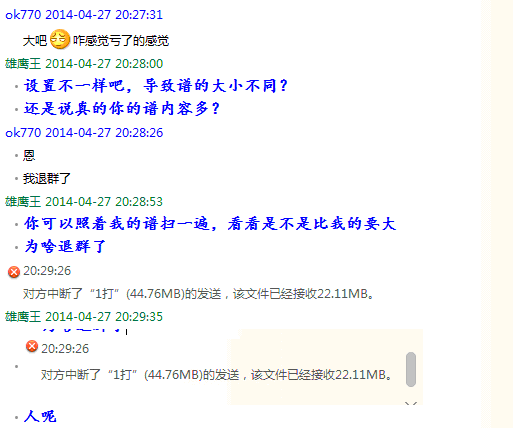 ok770 2014-04-27 20:27:31
大吧 咋感觉亏了的感觉
雄鹰王 2014-04-27 20:28:00
设置不一样吧，导致谱的大小不同？
还是说真的你的谱内容多？
ok770 2014-04-27 20:28:26
恩
我退群了
雄鹰王 2014-04-27 20:28:53
你可以照着我的谱扫一遍，看看是不是比我的要大
为啥退群了
20:29:26
对方中断了“1打”(44.76MB)的发送，该文件已经接收22.11MB。
雄鹰王 2014-04-27 20:29:35
20:29:26
对方中断了“1打”(44.76MB)的发送，该文件已经接收22.11MB。
人呢